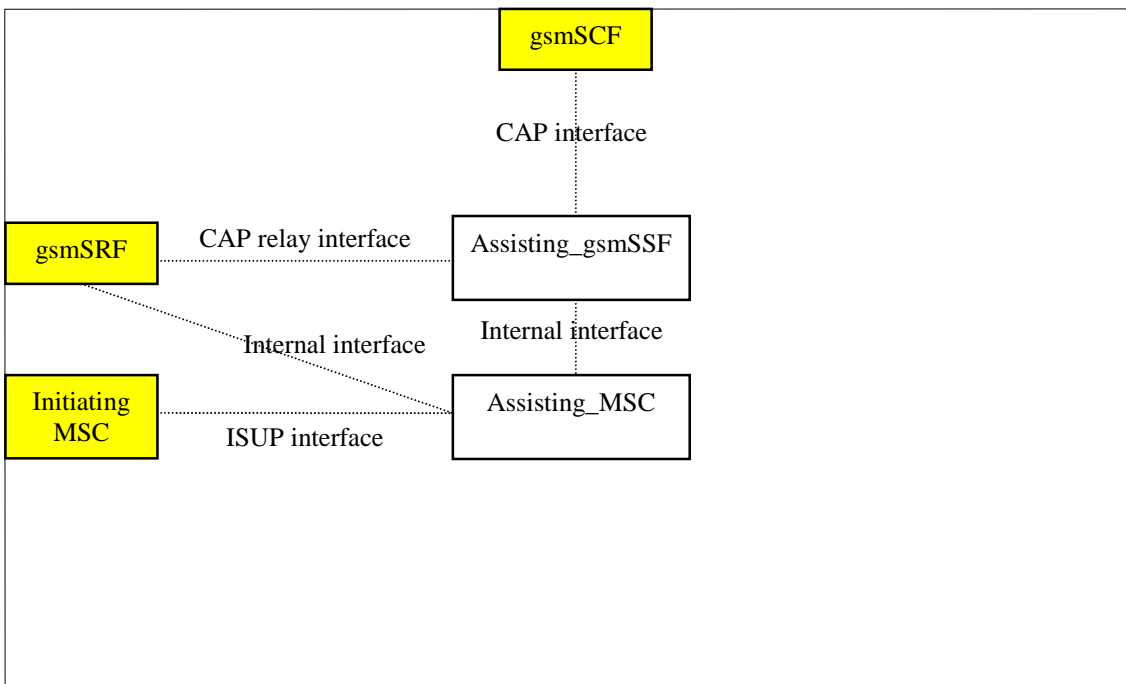 gsmSCF
CAP interface
CAP relay interface
gsmSRF
Assisting_gsmSSF
Internal interface
Internal interface
Initiating
MSC
Assisting_MSC
ISUP interface